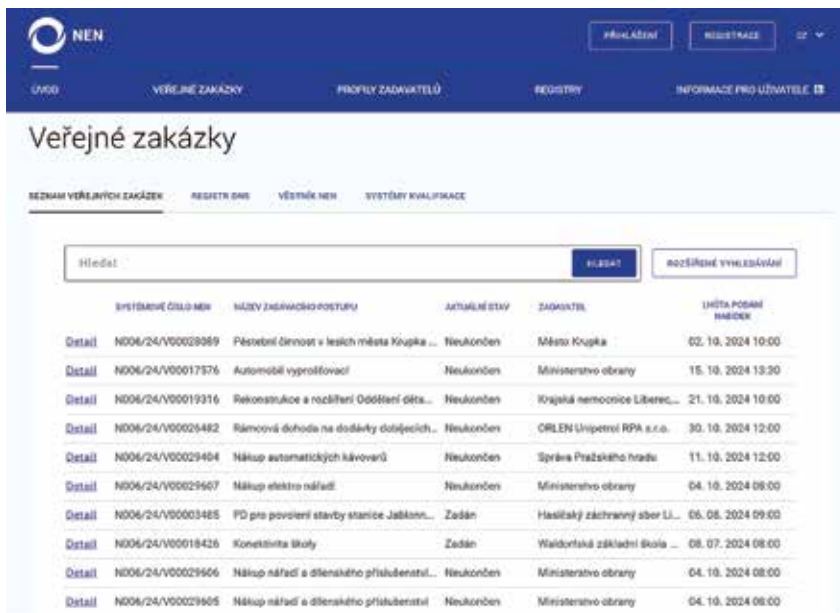 NEN
PŘIHLÁŠENÍ REGISTRACE CZ
ÚVOD VEŘEJNÉ ZAKÁZKY PROFILY ZADAVATELŮ REGISTRY INFORMACE PRO UŽIVATELE
Veřejné zakázky
SEZNAM VEŘEJNÝCH ZAKÁZEK REGISTR DNS VĚSTNÍK NEN SYSTÉMY KVALIFIKACE
Hledat HLEDAT ROZŠÍŘENÉ VYHLEDÁVÁNÍ
SYSTÉMOVÉ ČÍSLO NEN NÁZEV ZADÁVACÍHO POSTUPU AKTUÁLNÍ STAV ZADAVATEL LHŮTA PODÁNÍ
NABÍDEK
Detail N006/24/V00028089 Pěstební činnost v lesích města Krupka ... Neukončen Město Krupka 02. 10. 2024 10:00
Detail N006/24/V00017576 Automobil vyprošťovací Neukončen Ministerstvo obrany 15. 10. 2024 13:30
Detail N006/24/V00019316 Rekonstrukce a rozšíření Oddělení děts... Neukončen Krajská nemocnice Liberec,... 21. 10. 2024 10:00
Detail N006/24/V00026482 Rámcová dohoda na dodávky dobíjecích... Neukončen ORLEN Unipetrol RPA s.r.o. 30. 10. 2024 12:00
Detail N006/24/V00029404 Nákup automatických kávovarů Neukončen Správa Pražského hradu 11. 10. 2024 12:00
Detail N006/24/V00029607 Nákup elektro nářadí Neukončen Ministerstvo obrany 04. 10. 2024 08:00
Detail N006/24/V00003485 PD pro povolení stavby stanice Jablonn... Zadán Hasičský záchranný sbor Li... 06. 08. 2024 09:00
Detail N006/24/V00018426 Konektivita školy Zadán Waldorfská základní škola ... 08. 07. 2024 08:00
Detail N006/24/V00029606 Nákup nářadí a dílenského příslušenství... Neukončen Ministerstvo obrany 04. 10. 2024 08:00
Detail N006/24/V00029605 Nákup nářadí a dílenského příslušenství Neukončen Ministerstvo obrany 04. 10. 2024 08:00